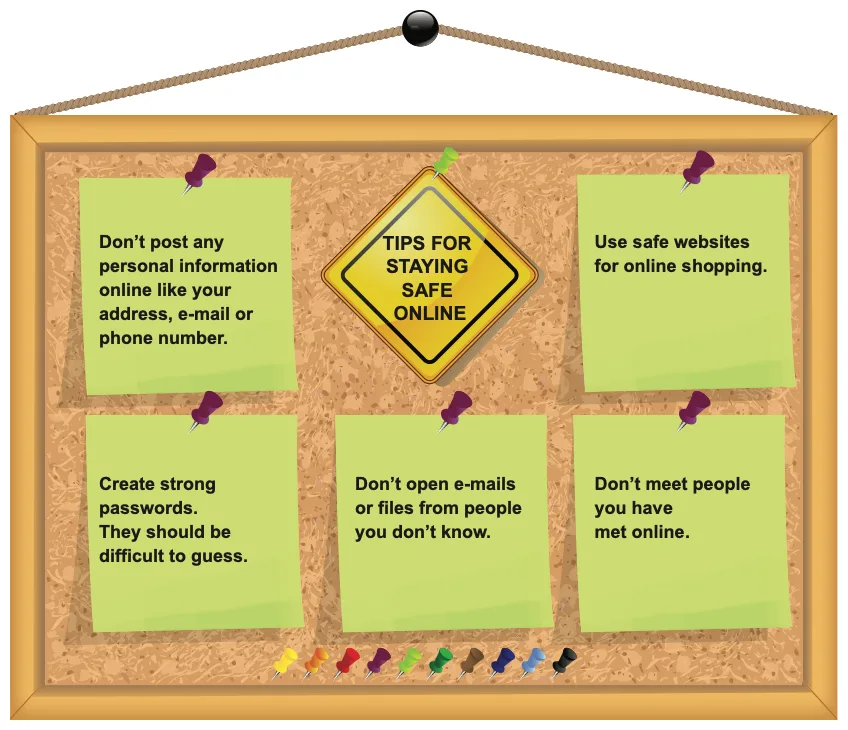 TIPS FOR
STAYING
SAFE
ONLINE
Don’t post any
personal information
online like your
address, e-mail or
phone number.
Use safe websites
for online shopping.
Create strong
passwords.
They should be
difficult to guess.
Don’t open e-mails
or files from people
you don’t know.
Don’t meet people
you have
met online.